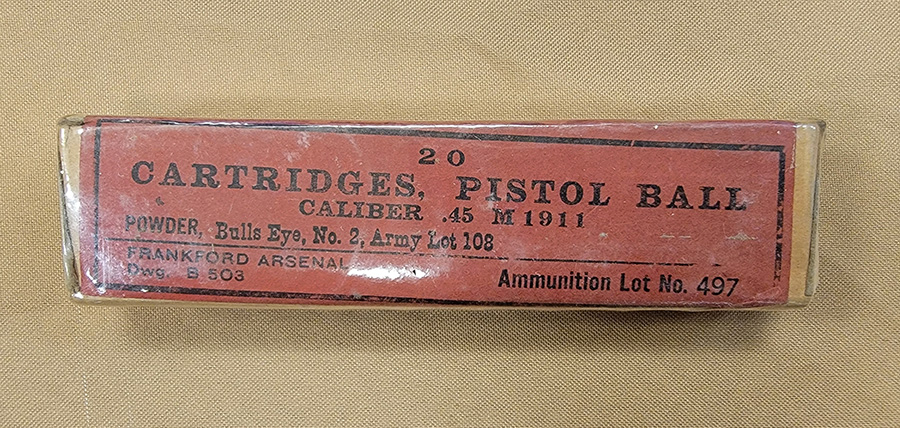 20
CARTRIDGES, PISTOL BALL
CALIBER .45 M 1911
POWDER, Bulls Eye, No. 2, Army Lot 108
FRANKFORD ARSENAL
Dwg. B 503
Ammunition Lot No. 497